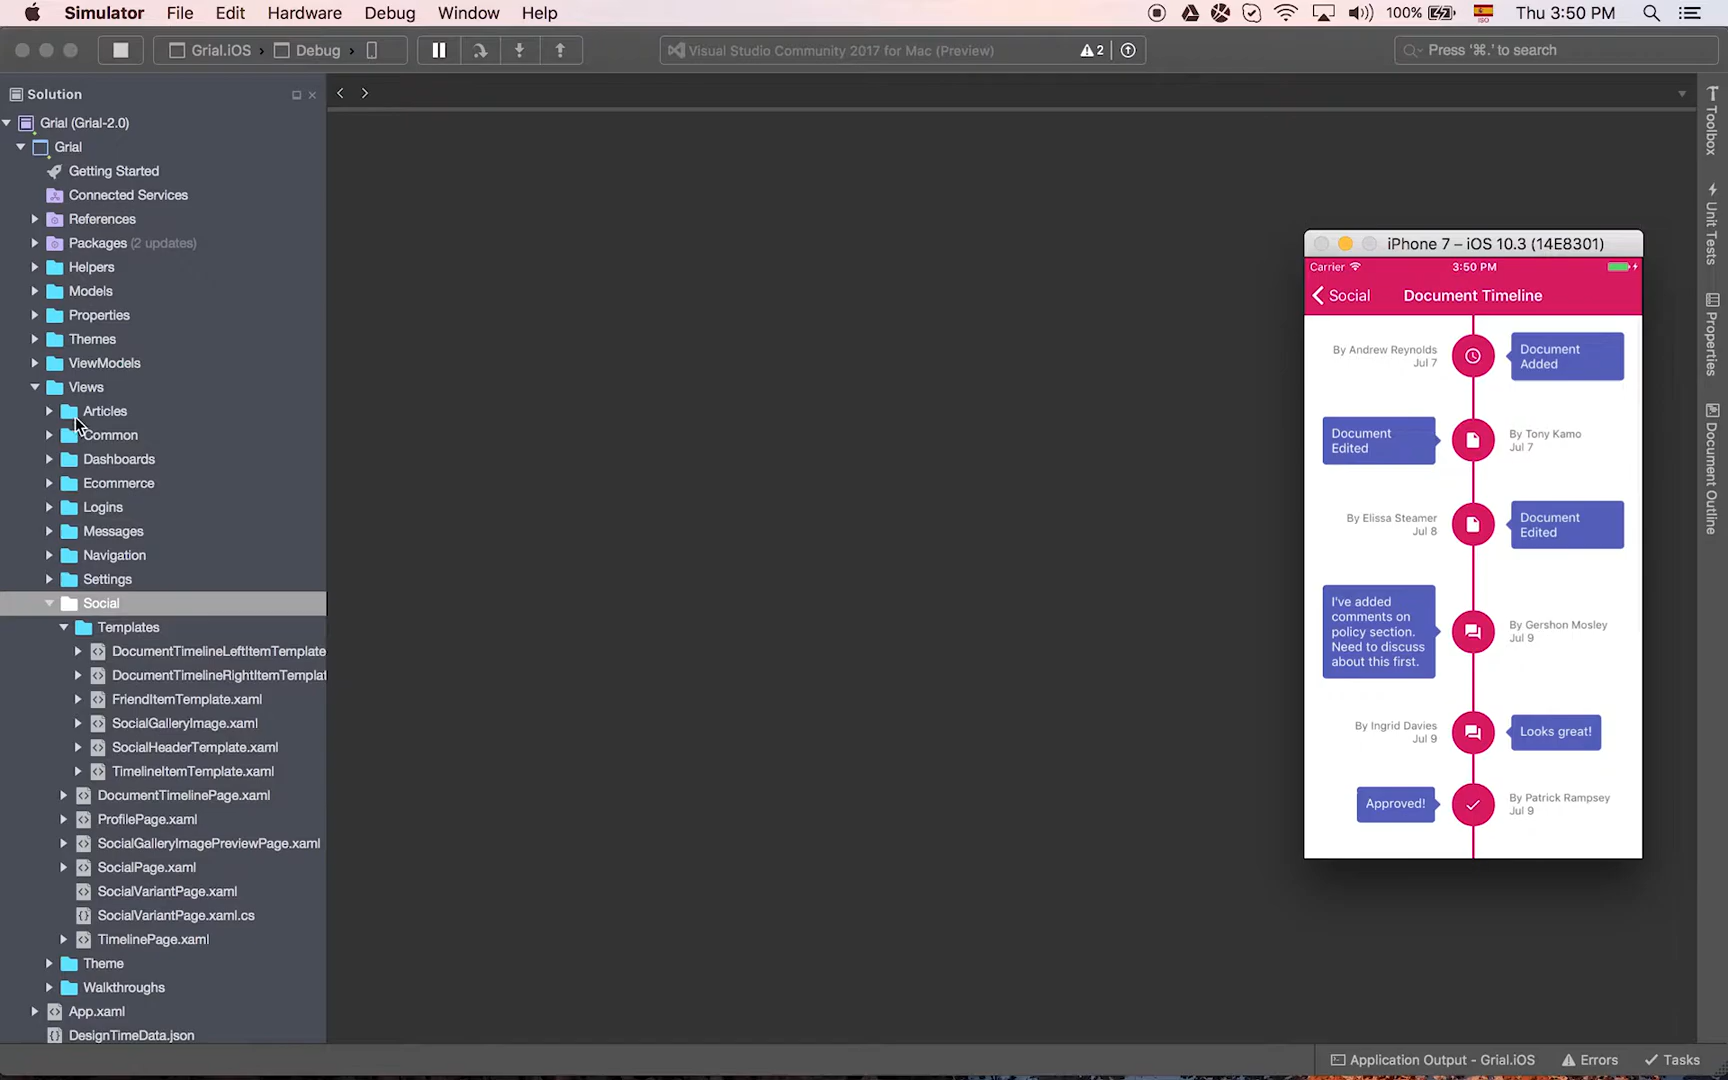 Simulator File Edit Hardware Debug Window Help
100% ISO Thu 3:50 PM
Grial.iOS › Debug ›
Visual Studio Community 2017 for Mac (Preview) 2
Press '⌘.' to search
Solution
Grial (Grial-2.0)
Grial
Getting Started
Connected Services
References
Packages (2 updates)
Helpers
Models
Properties
Themes
ViewModels
Views
Articles
Common
Dashboards
Ecommerce
Logins
Messages
Navigation
Settings
Social
Templates
DocumentTimelineLeftItemTemplate
DocumentTimelineRightItemTemplat
FriendItemTemplate.xaml
SocialGalleryImage.xaml
SocialHeaderTemplate.xaml
TimelineItemTemplate.xaml
DocumentTimelinePage.xaml
ProfilePage.xaml
SocialGalleryImagePreviewPage.xaml
SocialPage.xaml
SocialVariantPage.xaml
SocialVariantPage.xaml.cs
TimelinePage.xaml
Theme
Walkthroughs
App.xaml
DesignTimeData.json
iPhone 7 – iOS 10.3 (14E8301)
Carrier 3:50 PM
Social Document Timeline
By Andrew Reynolds
Jul 7
Document
Added
Document
Edited
By Tony Kamo
Jul 7
By Elissa Steamer
Jul 8
Document
Edited
I've added
comments on
policy section.
Need to discuss
about this first.
By Gershon Mosley
Jul 9
By Ingrid Davies
Jul 9
Looks great!
Approved!
By Patrick Rampsey
Jul 9
Toolbox
Unit Tests
Properties
Document Outline
Application Output - Grial.iOS Errors Tasks